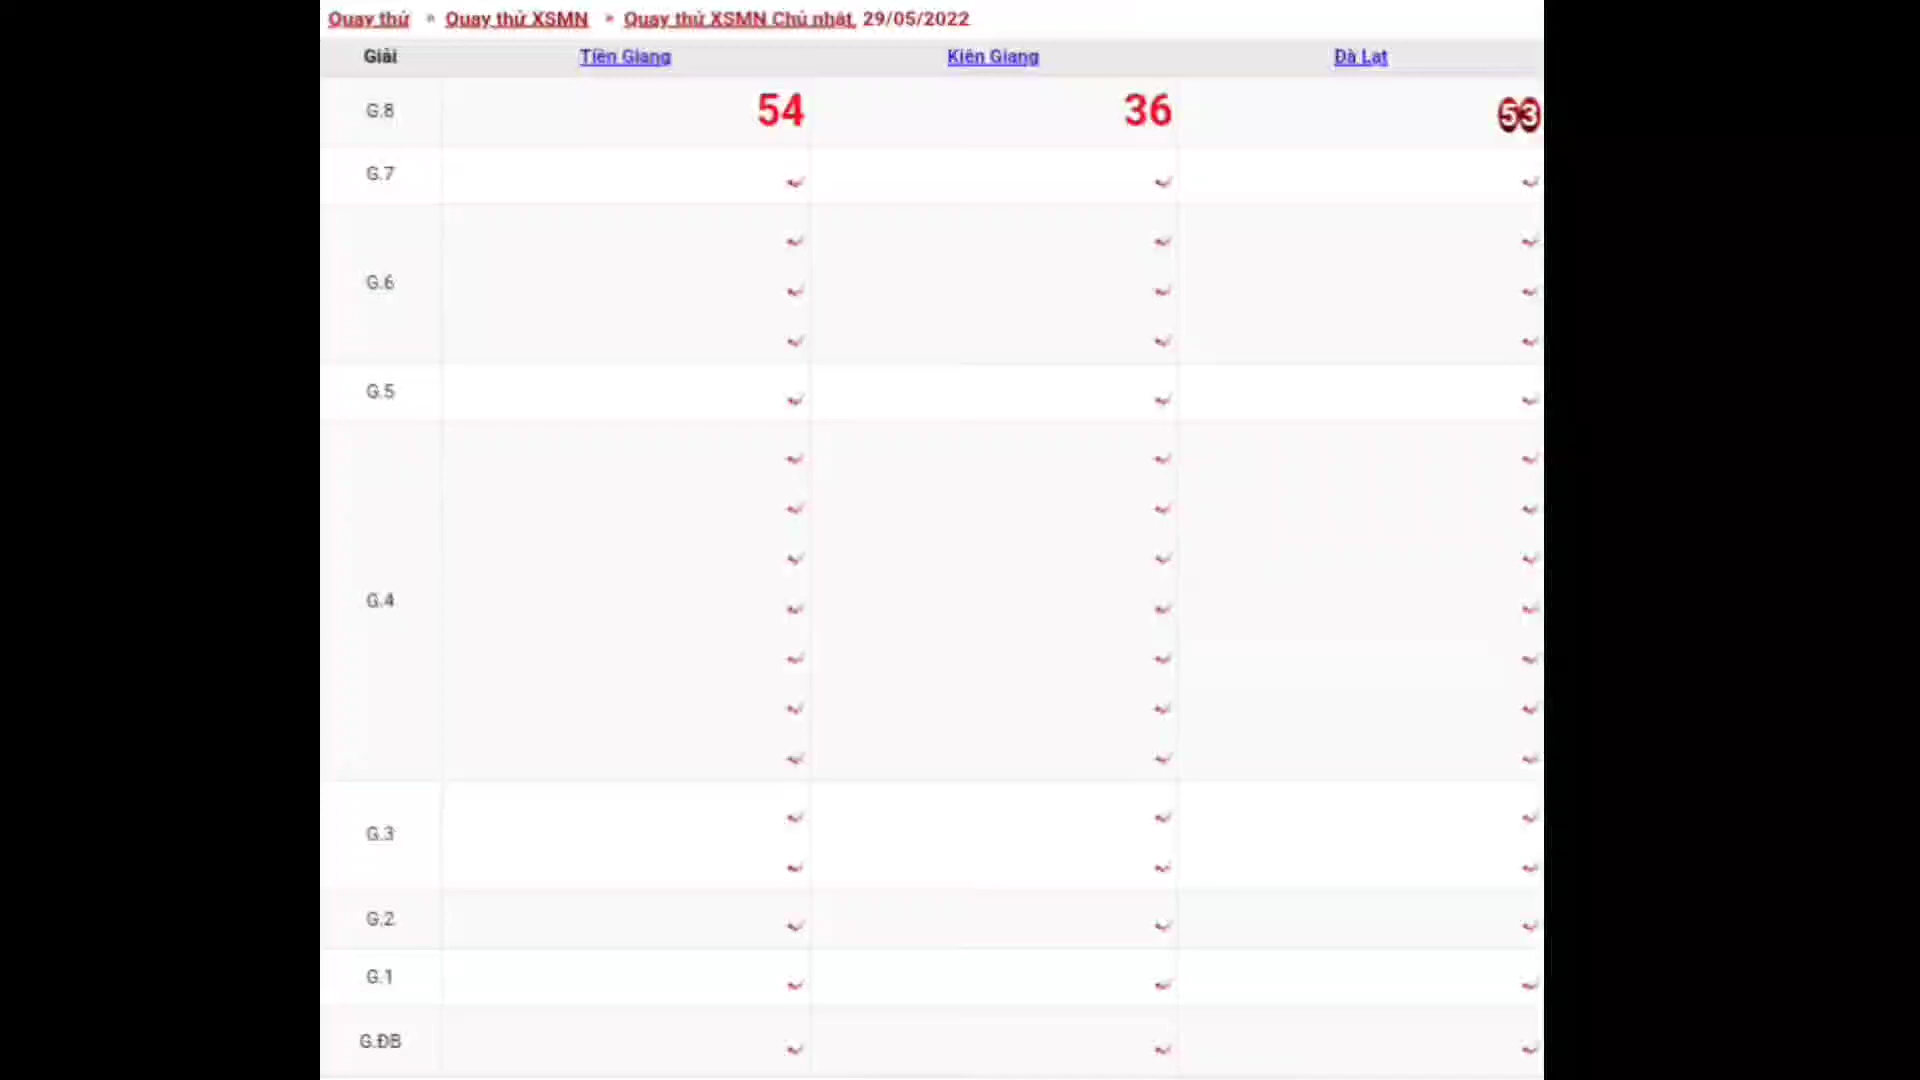 Quay thử » Quay thử XSMN » Quay thử XSMN Chủ nhật, 29/05/2022
Giải Tiền Giang Kiên Giang Đà Lạt
G.8 54 36 53
G.7
G.6
G.5
G.4
G.3
G.2
G.1
G.ĐB